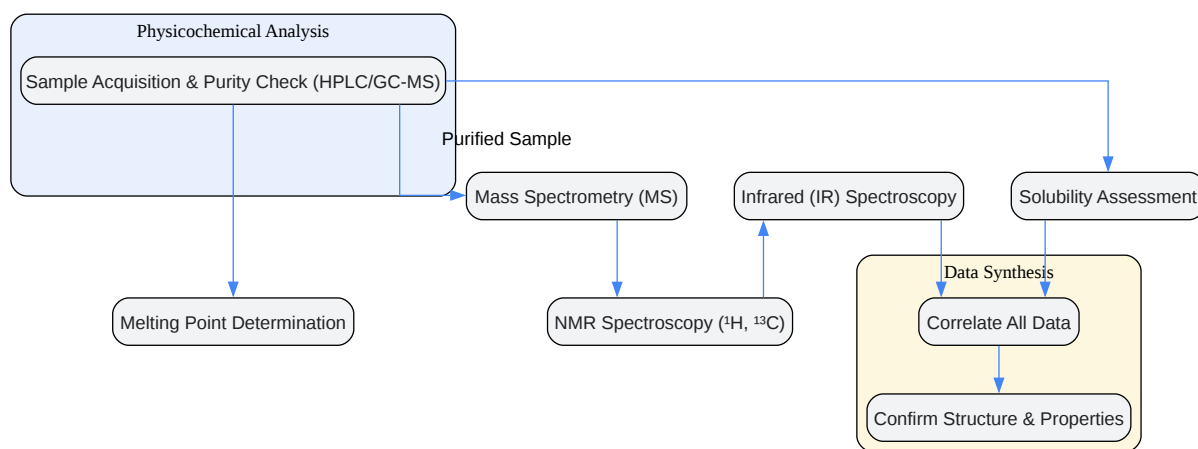 Physicochemical Analysis
Sample Acquisition & Purity Check (HPLC/GC-MS)
Purified Sample
Mass Spectrometry (MS)
Infrared (IR) Spectroscopy
Solubility Assessment
Data Synthesis
Melting Point Determination
NMR Spectroscopy (¹H, ¹³C)
Correlate All Data
Confirm Structure & Properties